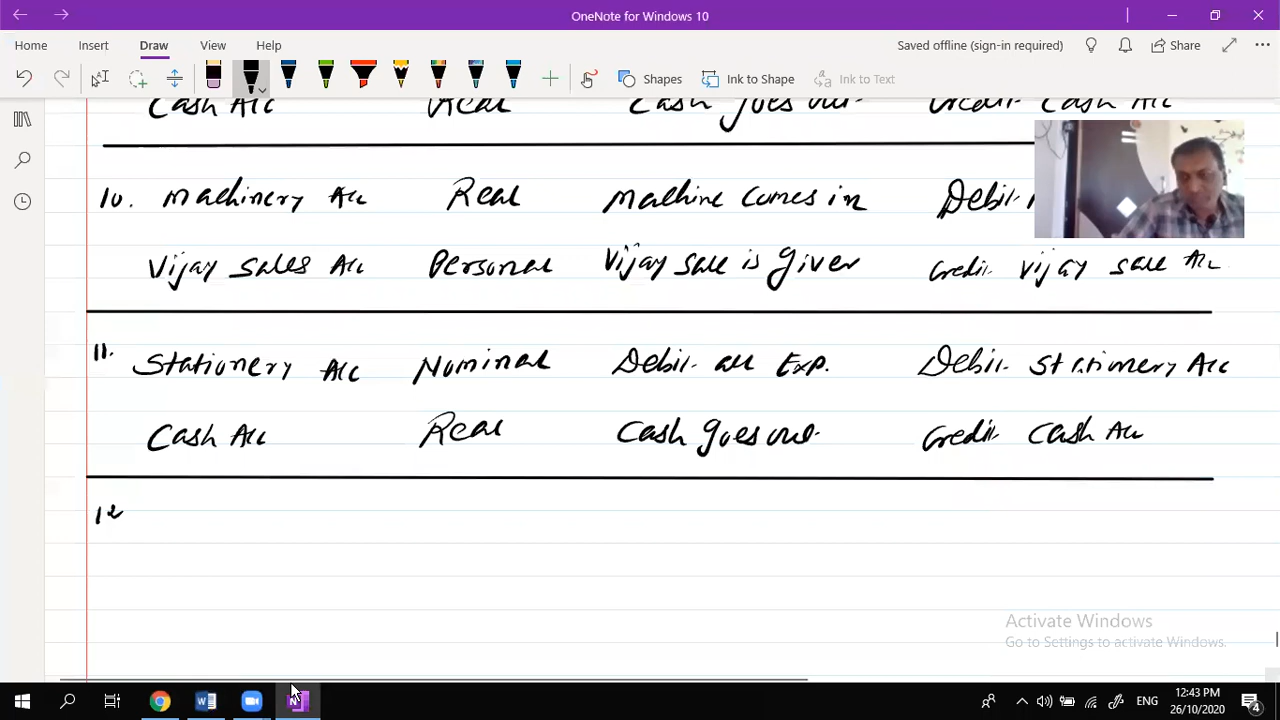 OneNote for Windows 10
Home Insert Draw View Help Saved offline (sign-in required) Share
Shapes Ink to Shape Ink to Text
Cash A/c Real Cash goes out Credit Cash A/c
10. Machinery A/c Real Machine comes in Debit
Vijay Sales A/c Personal Vijay Sale is Giver Credit Vijay Sale A/c
11. Stationery A/c Nominal Debit all Exp. Debit Stationery A/c
Cash A/c Real Cash goes out Credit Cash A/c
12
Activate Windows
Go to Settings to activate Windows.
ENG 12:43 PM
26/10/2020 4